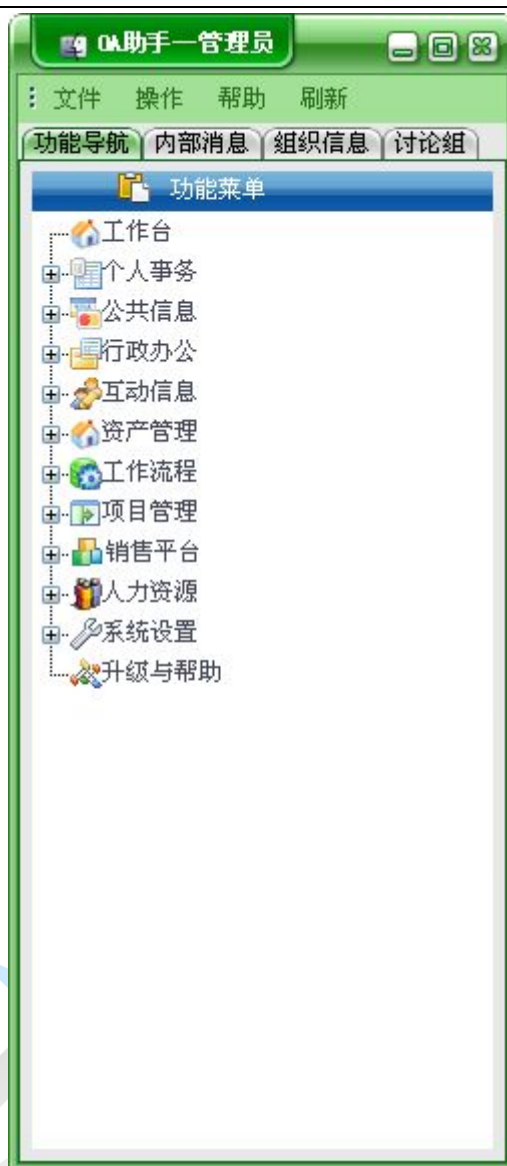 OA助手—管理员
文件 操作 帮助 刷新
功能导航 内部消息 组织信息 讨论组
功能菜单
工作台
个人事务
公共信息
行政办公
互动信息
资产管理
工作流程
项目管理
销售平台
人力资源
系统设置
升级与帮助